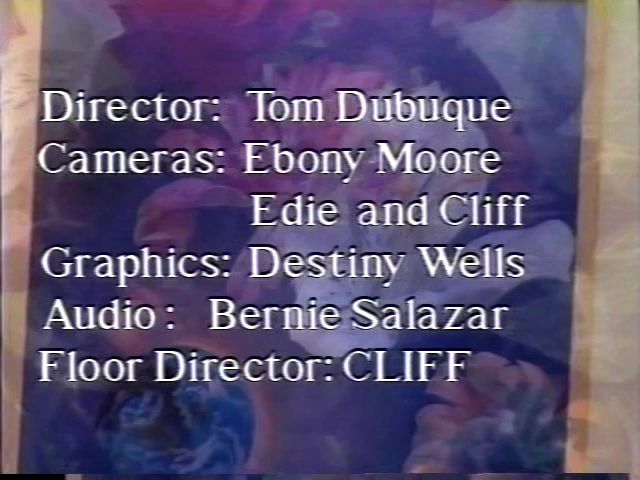 Director: Tom Dubuque
Cameras: Ebony Moore
Edie and Cliff
Graphics: Destiny Wells
Audio : Bernie Salazar
Floor Director: CLIFF